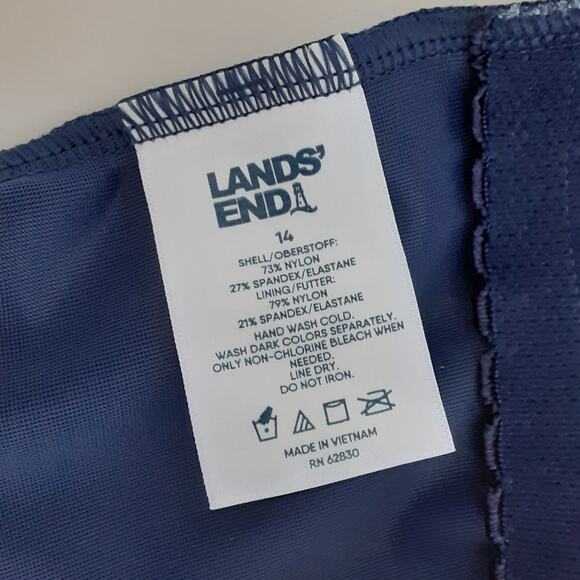 LANDS'
END
14
SHELL/OBERSTOFF:
73% NYLON
27% SPANDEX/ELASTANE
LINING/FUTTER:
79% NYLON
21% SPANDEX/ELASTANE
HAND WASH COLD.
WASH DARK COLORS SEPARATELY.
ONLY NON-CHLORINE BLEACH WHEN
NEEDED.
LINE DRY.
DO NOT IRON.
MADE IN VIETNAM
RN 62830